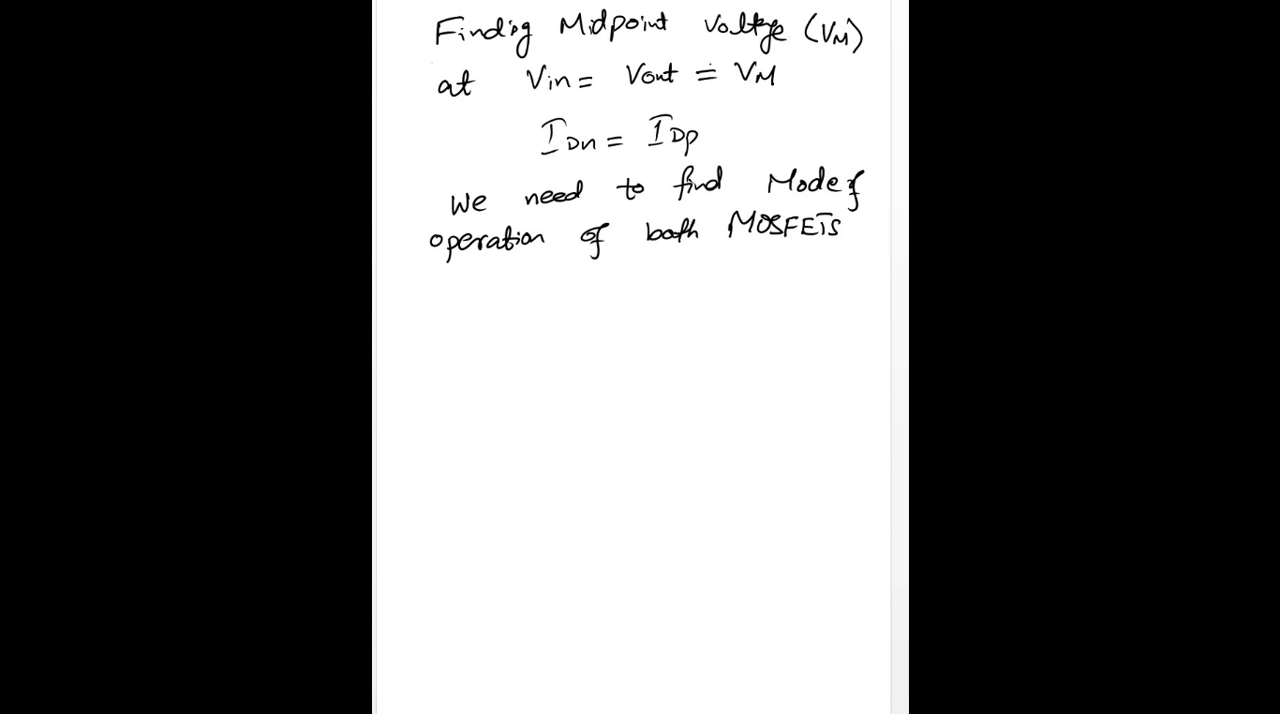 Finding Midpoint Voltage (VM)
at Vin = Vout = VM
IDn = IDp
We need to find Mode of
operation of both MOSFETs